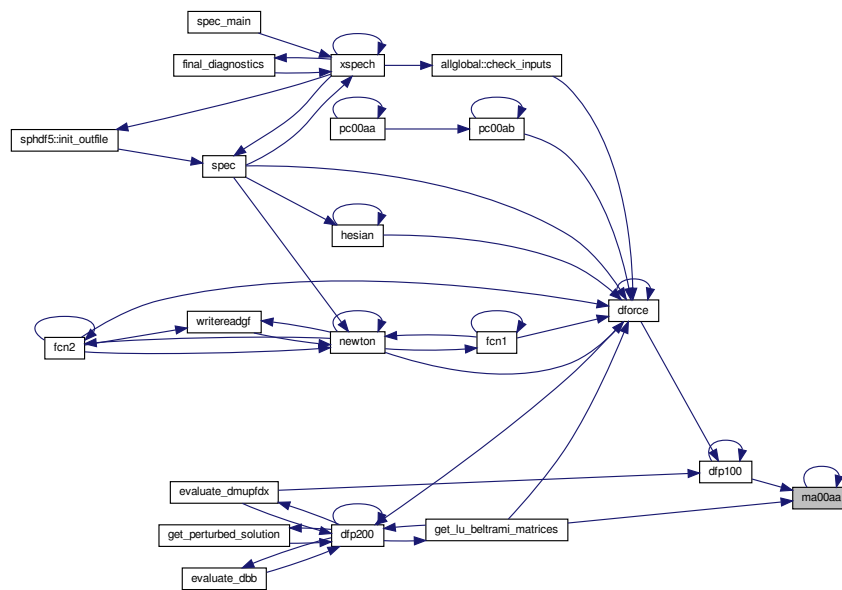 spec_main
final_diagnostics
xspech
allglobal::check_inputs
pc00aa
pc00ab
sphdf5::init_outfile
spec
hesian
dforce
writereadgf
fcn2
newton
fcn1
dfp100
evaluate_dmupfdx
ma00aa
get_perturbed_solution
dfp200
get_lu_beltrami_matrices
evaluate_dbb